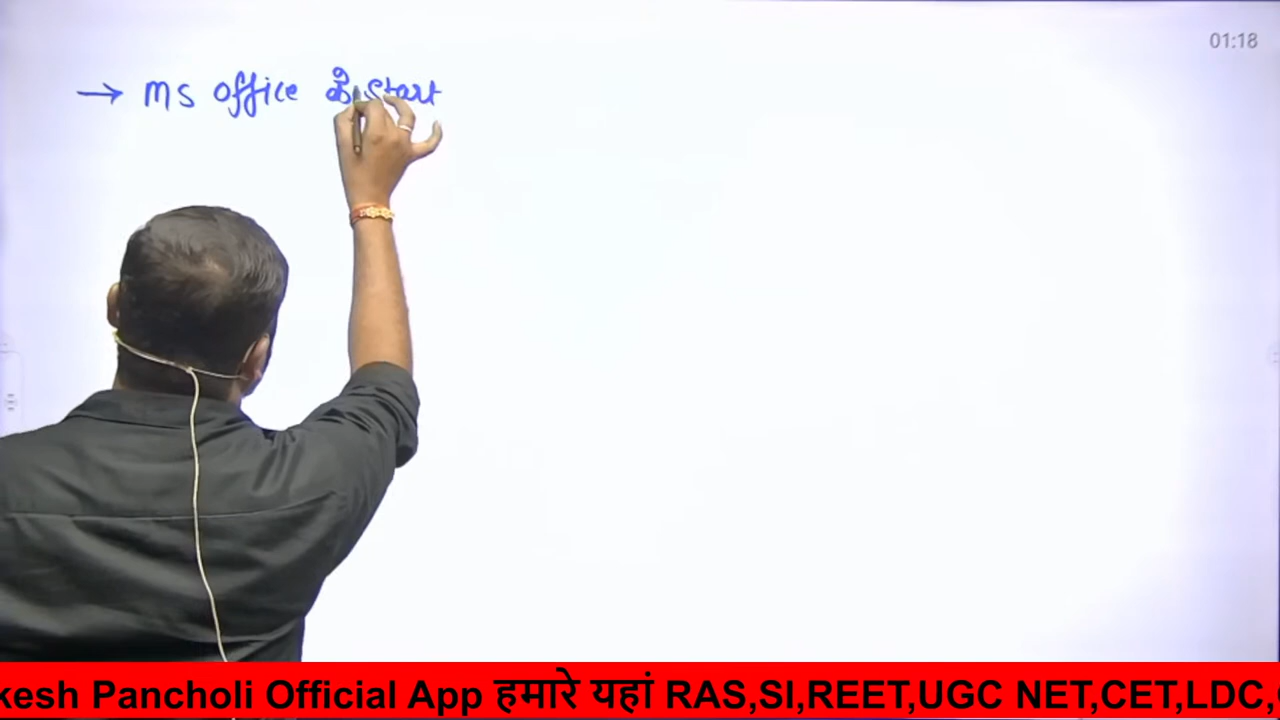 01:18
→ MS office के start
kesh Pancholi Official App हमारे यहां RAS,SI,REET,UGC NET,CET,LDC,